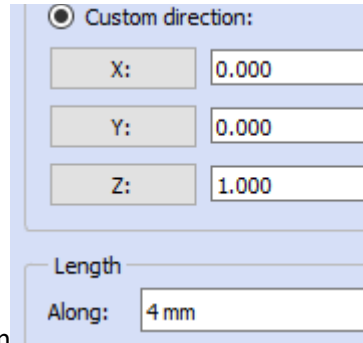 Custom direction:
X: 0.000
Y: 0.000
Z: 1.000
Length
Along: 4 mm